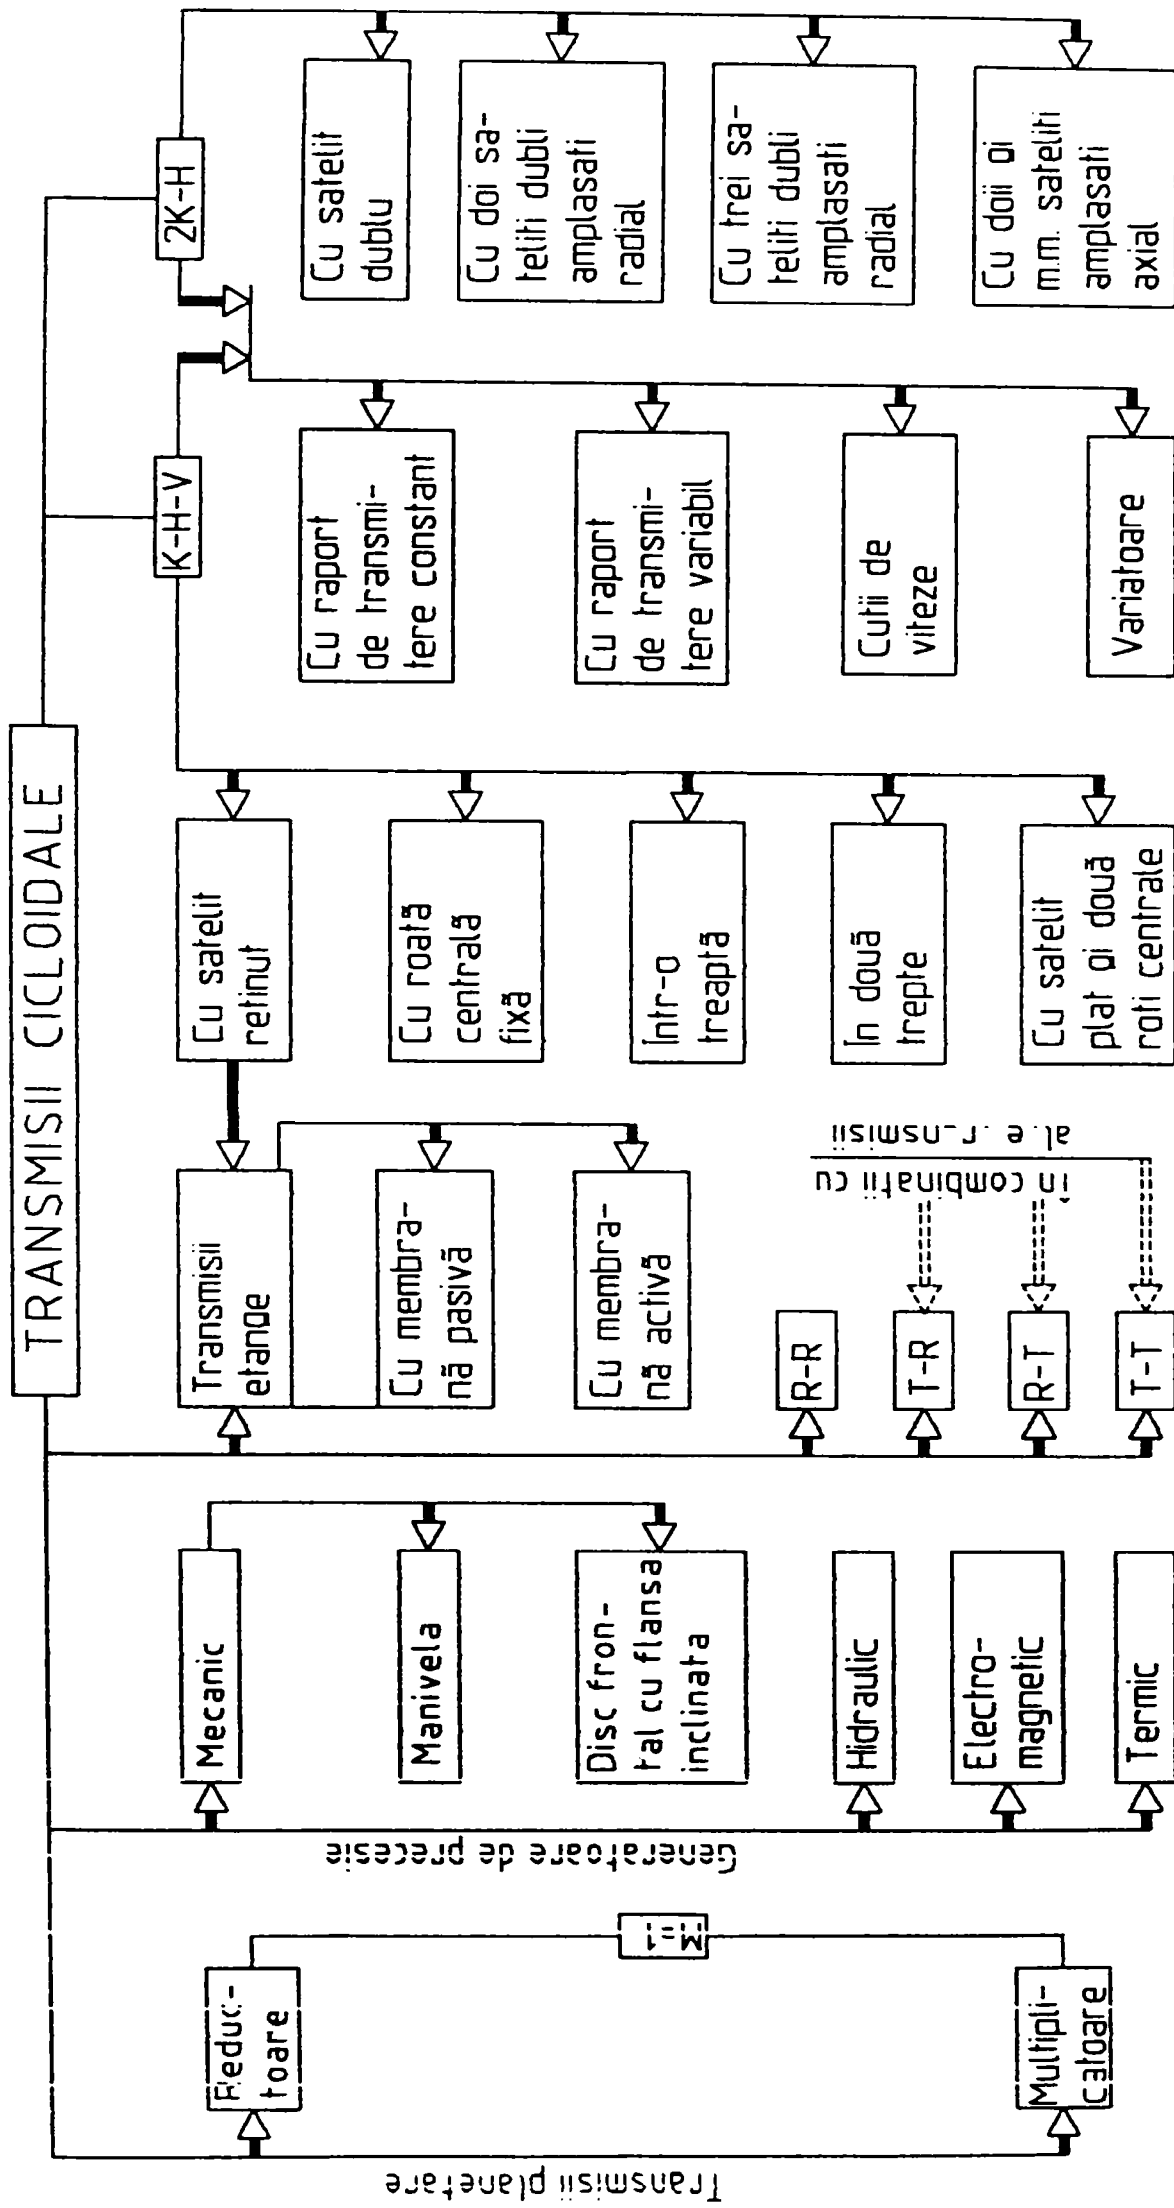 TRANSMISII CICLOIDALE
K-H-V
2K-H
Transmisii planetare
Reduc-
toare
M=1
Multipli-
catoare
Generatoare de precesie
Mecanic
Manivela
Disc fron-
tal cu flansa
inclinata
Hidraulic
Electro-
magnetic
Termic
Transmisii
Cu membra-
nă pasivă
Cu membra-
nă activă
R-R
T-R
R-T
T-T
în combinații cu
Cu satelit
retinut
Cu roată
centrală
fixă
Într-o
treaptă
În două
trepte
Cu satelit
plat oi două
roti centrale
Cu raport
de transmi-
tere constant
Cu raport
de transmi-
tere variabil
Cutii de
viteze
Variatoare
Cu satelit
dublu
Cu doi sa-
teliti dubli
amplasati
radial
Cu trei sa-
teliti dubli
amplasati
radial
Cu doii oi
m.m. sateliti
amplasati
axial